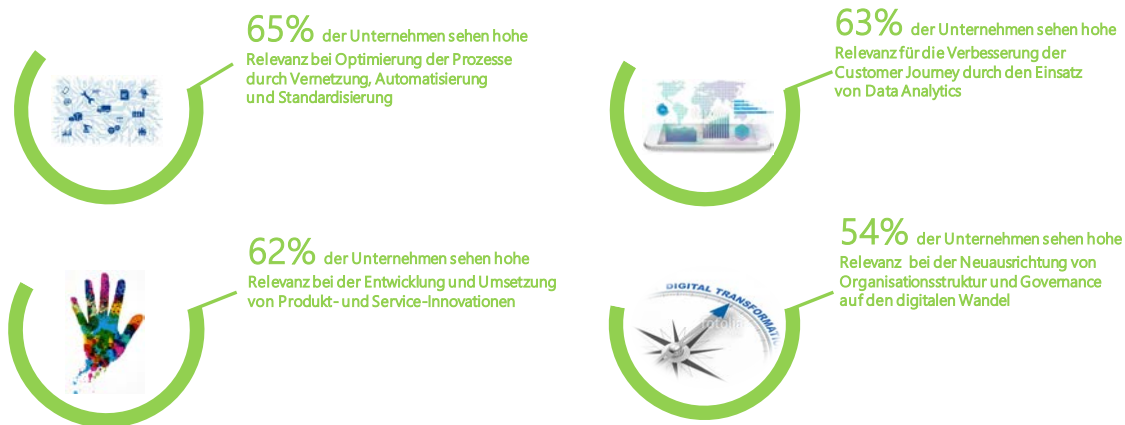 65% der Unternehmen sehen hohe
Relevanz bei Optimierung der Prozesse
durch Vernetzung, Automatisierung
und Standardisierung
63% der Unternehmen sehen hohe
Relevanz für die Verbesserung der
Customer Journey durch den Einsatz
von Data Analytics
62% der Unternehmen sehen hohe
Relevanz bei der Entwicklung und Umsetzung
von Produkt- und Service-Innovationen
54% der Unternehmen sehen hohe
Relevanz bei der Neuausrichtung von
Organisationsstruktur und Governance
auf den digitalen Wandel
DIGITAL TRANSFORMATIO
fotolia